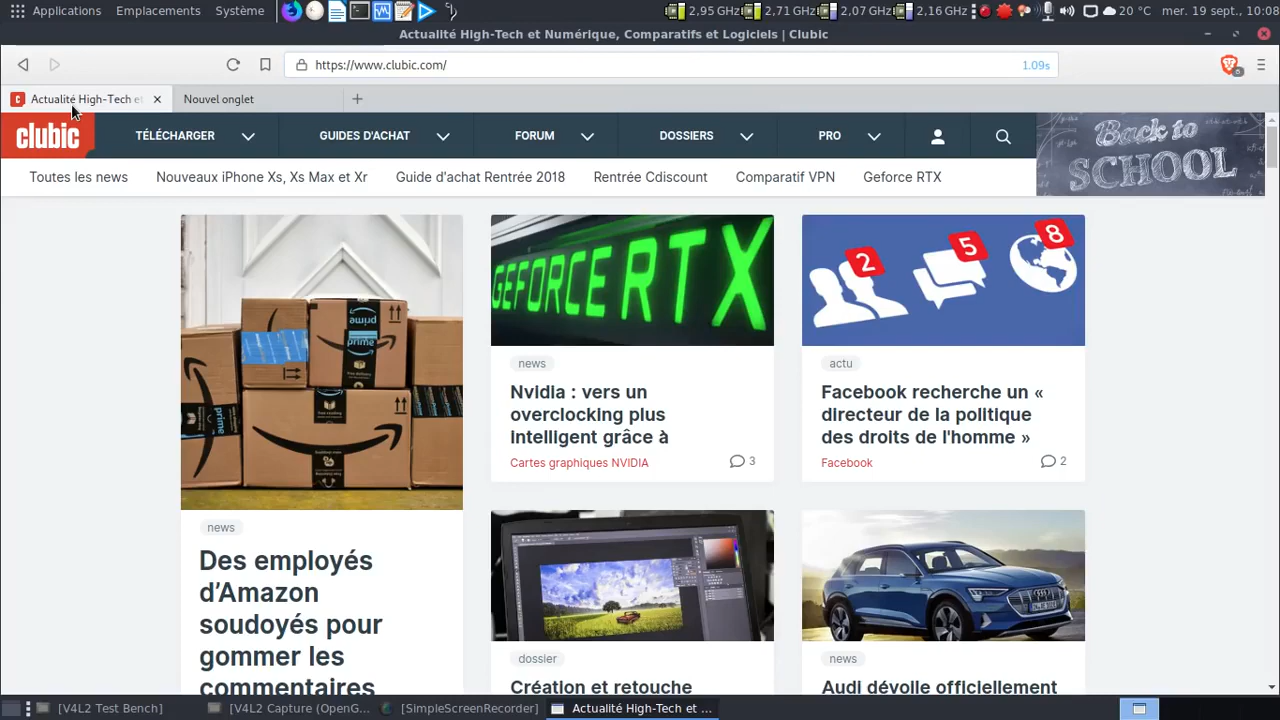 Applications Emplacements Système 2,95 GHz 2,71 GHz 2,07 GHz 2,16 GHz 20 °C mer. 19 sept., 10:08
Actualité High-Tech et Numérique, Comparatifs et Logiciels | Clubic
https://www.clubic.com/ 1.09s 8
Actualité High-Tech et Nouvel onglet
clubic TÉLÉCHARGER GUIDES D'ACHAT FORUM DOSSIERS PRO
Back to
SCHOOL
Toutes les news Nouveaux iPhone Xs, Xs Max et Xr Guide d'achat Rentrée 2018 Rentrée Cdiscount Comparatif VPN Geforce RTX
GEFORCE RTX
2 5 8
prime
prime
news
Nvidia : vers un
overclocking plus
intelligent grâce à
Cartes graphiques NVIDIA 3
actu
Facebook recherche un «
directeur de la politique
des droits de l'homme »
Facebook 2
news
Des employés
d’Amazon
soudoyés pour
gommer les
commentaires
dossier
Création et retouche
news
Audi dévoile officiellement
[V4L2 Test Bench] [V4L2 Capture (OpenG... [SimpleScreenRecorder] Actualité High-Tech et ...